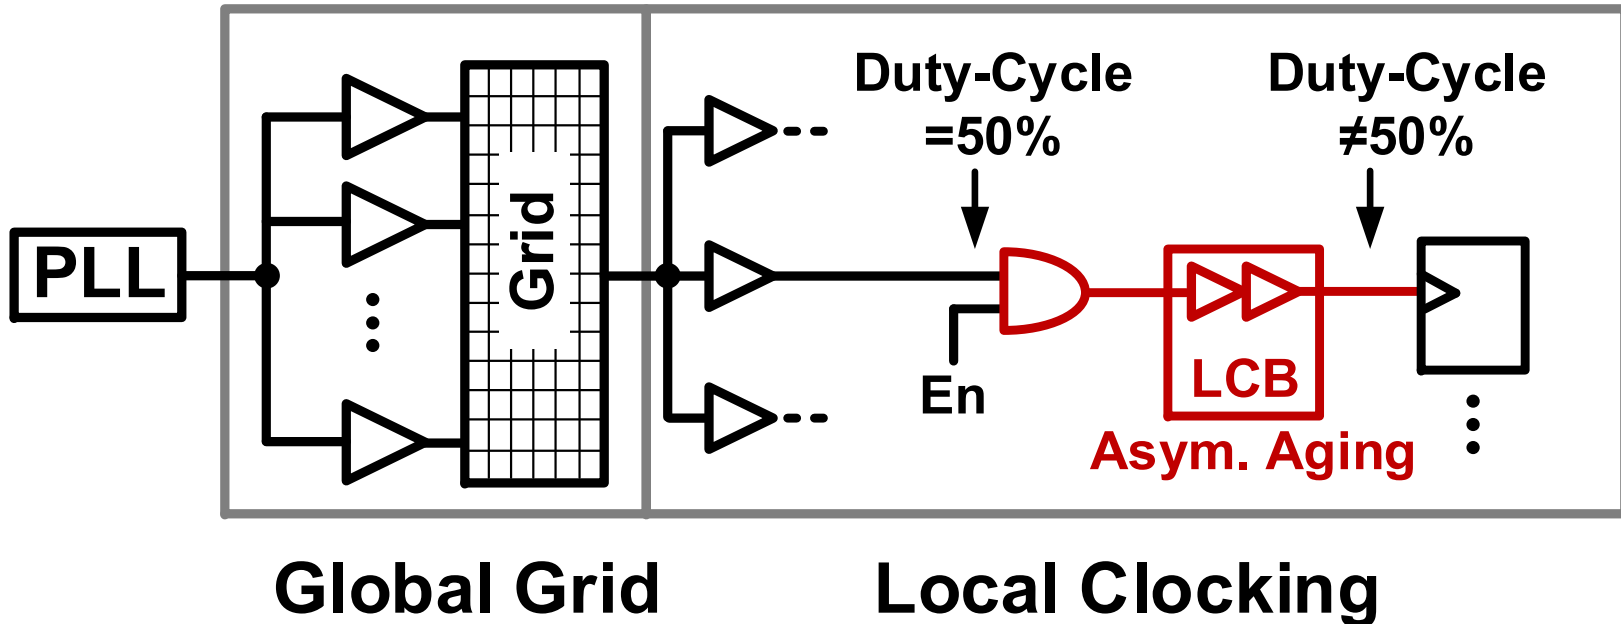 PLL
Grid
Duty-Cycle
=50%
Duty-Cycle
≠50%
En
LCB
Asym. Aging
Global Grid
Local Clocking